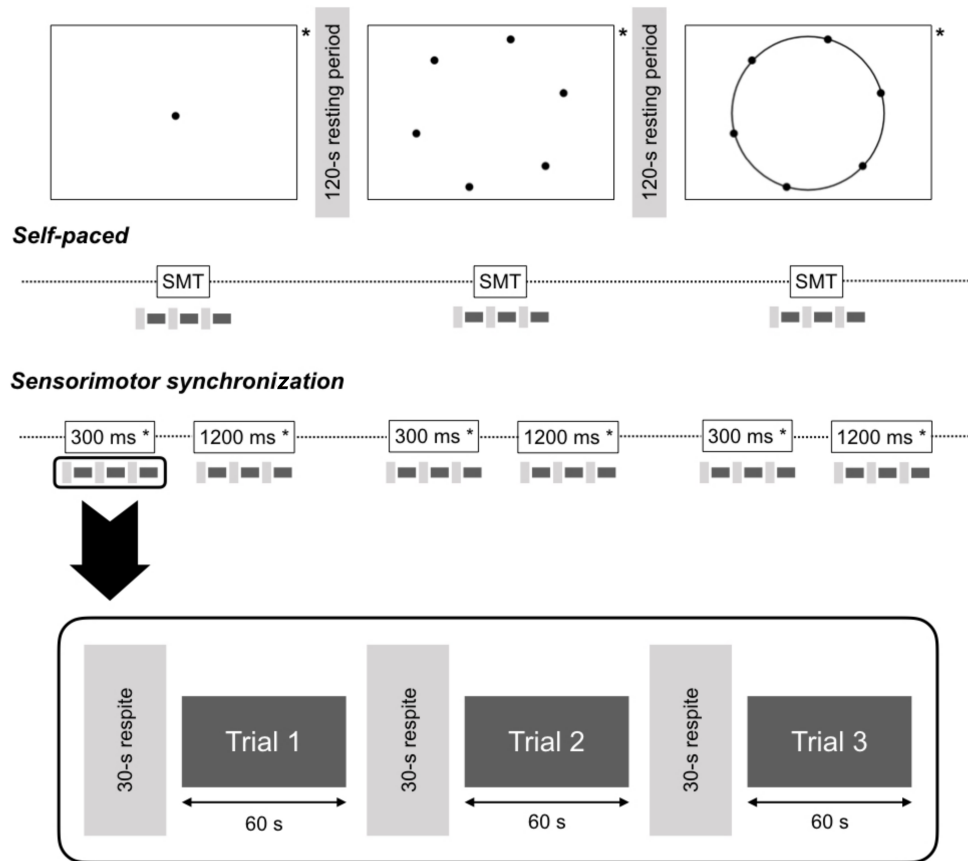 *
120-s resting period
*
120-s resting period
*
Self-paced
SMT
SMT
SMT
Sensorimotor synchronization
300 ms *
1200 ms *
300 ms *
1200 ms *
300 ms *
1200 ms *
30-s respite
Trial 1
60 s
30-s respite
Trial 2
60 s
30-s respite
Trial 3
60 s